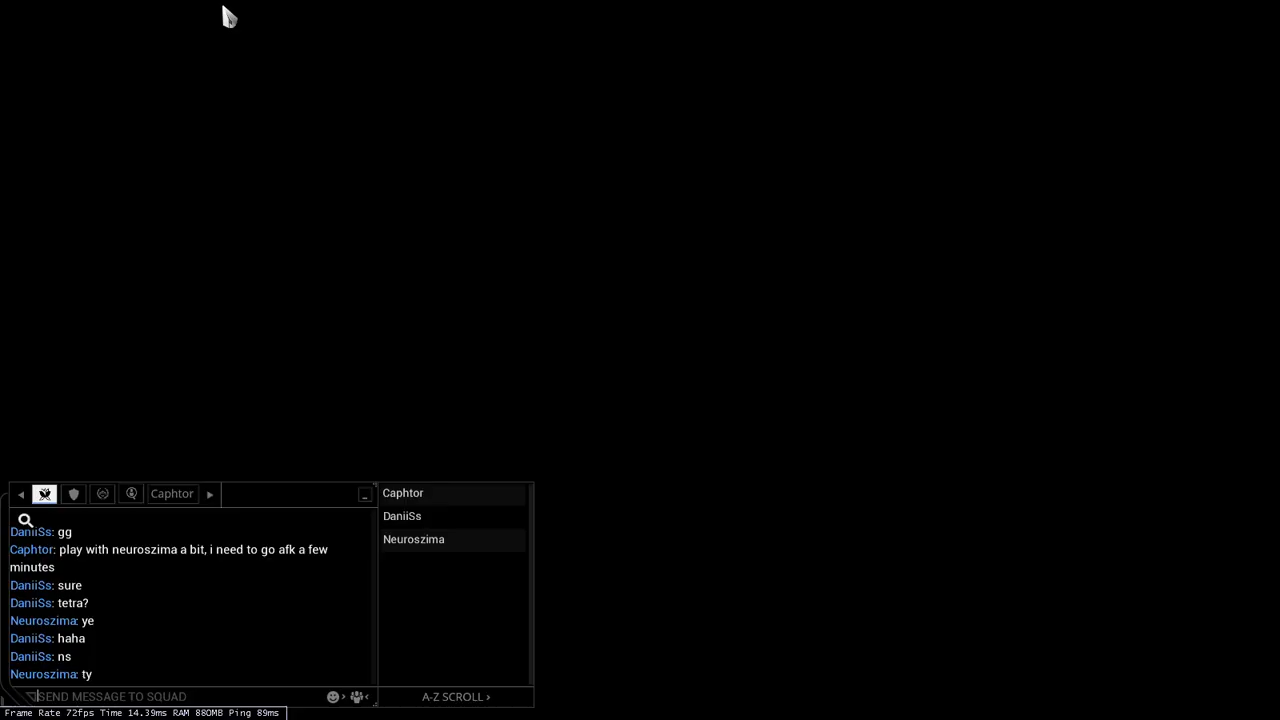 Caphtor
DaniiSs: gg
Caphtor: play with neuroszima a bit, i need to go afk a few
minutes
DaniiSs: sure
DaniiSs: tetra?
Neuroszima: ye
DaniiSs: haha
DaniiSs: ns
Neuroszima: ty
SEND MESSAGE TO SQUAD
Caphtor
DaniiSs
Neuroszima
A-Z SCROLL ›
Frame Rate 72fps Time 14.39ms RAM 880MB Ping 89ms